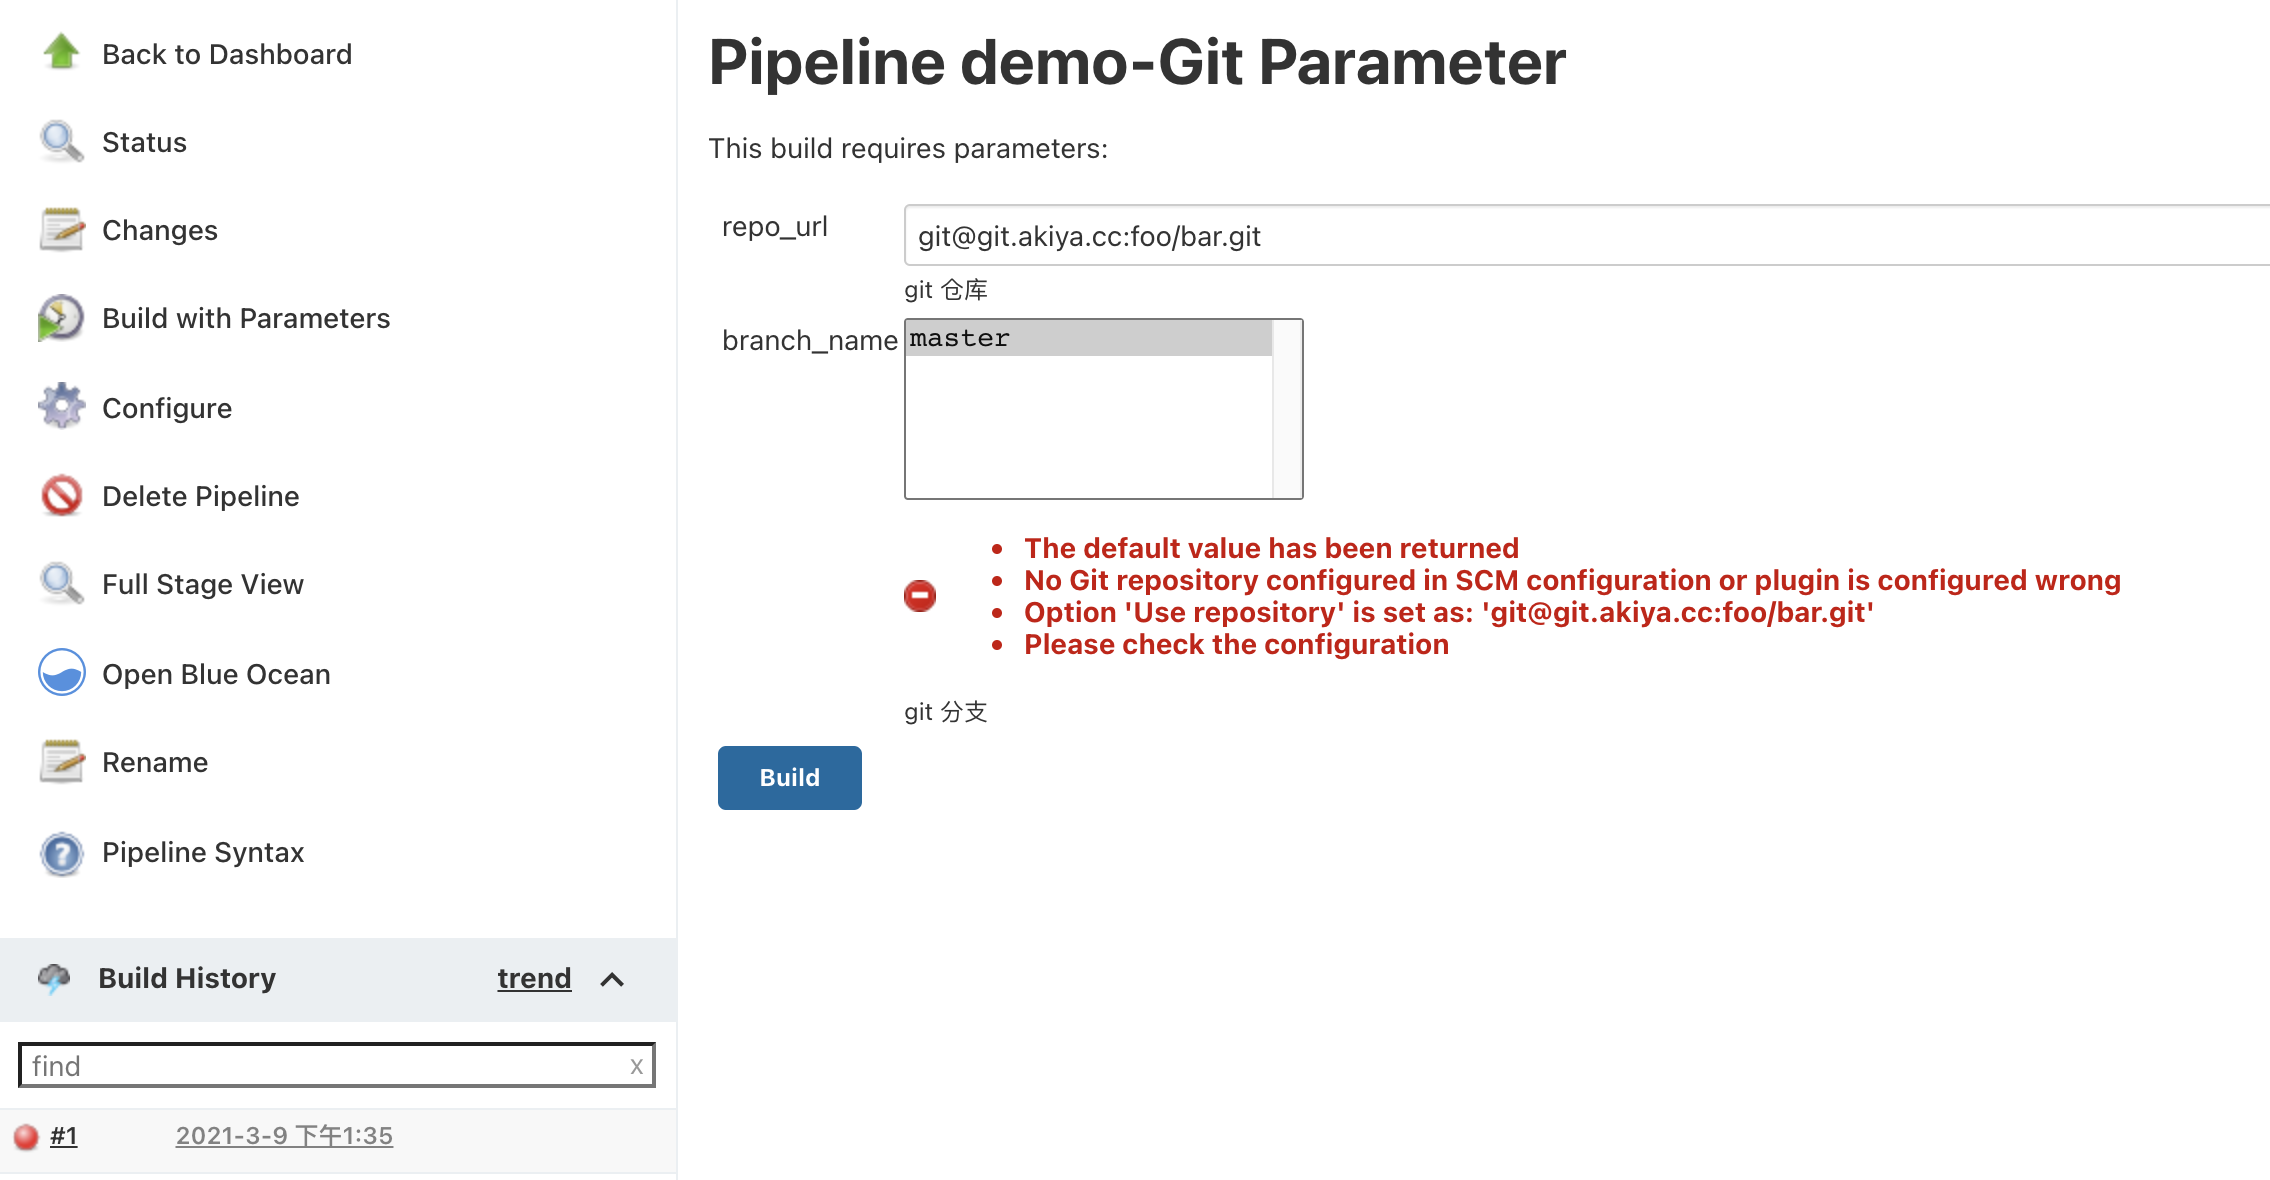 Back to Dashboard
Status
Changes
Build with Parameters
Configure
Delete Pipeline
Full Stage View
Open Blue Ocean
Rename
Pipeline Syntax
Build History trend
find x
#1 2021-3-9 下午1:35
Pipeline demo-Git Parameter
This build requires parameters:
repo_url git@git.akiya.cc:foo/bar.git
git 仓库
branch_name master
The default value has been returned
No Git repository configured in SCM configuration or plugin is configured wrong
Option 'Use repository' is set as: 'git@git.akiya.cc:foo/bar.git'
Please check the configuration
git 分支
Build